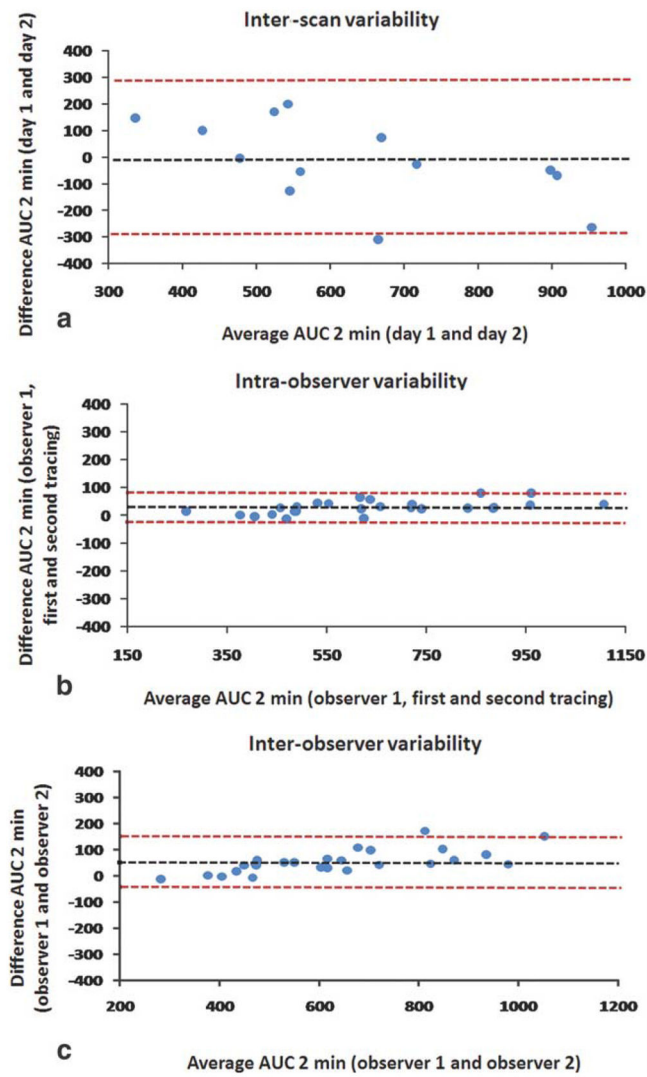 Inter-scan variability
Difference AUC 2 min (day 1 and day 2)
400
300
200
100
0
-100
-200
-300
-400
300 400 500 600 700 800 900 1000
a
Average AUC 2 min (day 1 and day 2)
Intra-observer variability
Difference AUC 2 min (observer 1,
first and second tracing)
400
300
200
100
0
-100
-200
-300
-400
150 350 550 750 950 1150
b
Average AUC 2 min (observer 1, first and second tracing)
Inter-observer variability
Difference AUC 2 min
(observer 1 and observer 2)
400
300
200
100
0
-100
-200
-300
-400
200 400 600 800 1000 1200
c
Average AUC 2 min (observer 1 and observer 2)